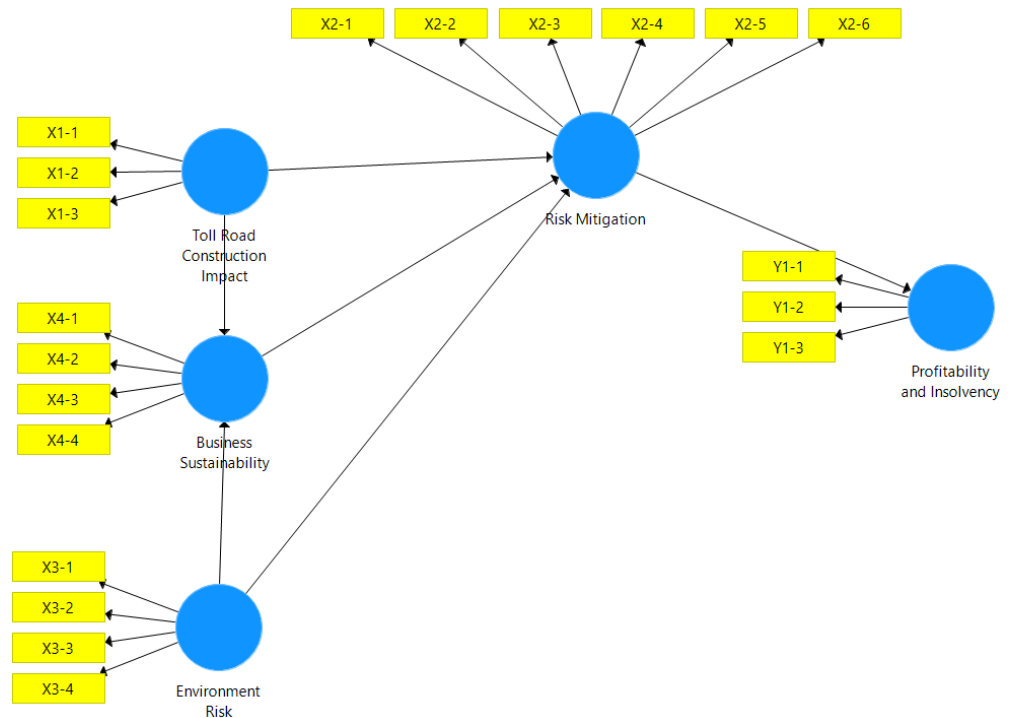 X2-1
X2-2
X2-3
X2-4
X2-5
X2-6
X1-1
X1-2
X1-3
Toll Road
Construction
Impact
Risk Mitigation
Y1-1
Y1-2
Y1-3
Profitability
and Insolvency
X4-1
X4-2
X4-3
X4-4
Business
Sustainability
X3-1
X3-2
X3-3
X3-4
Environment
Risk